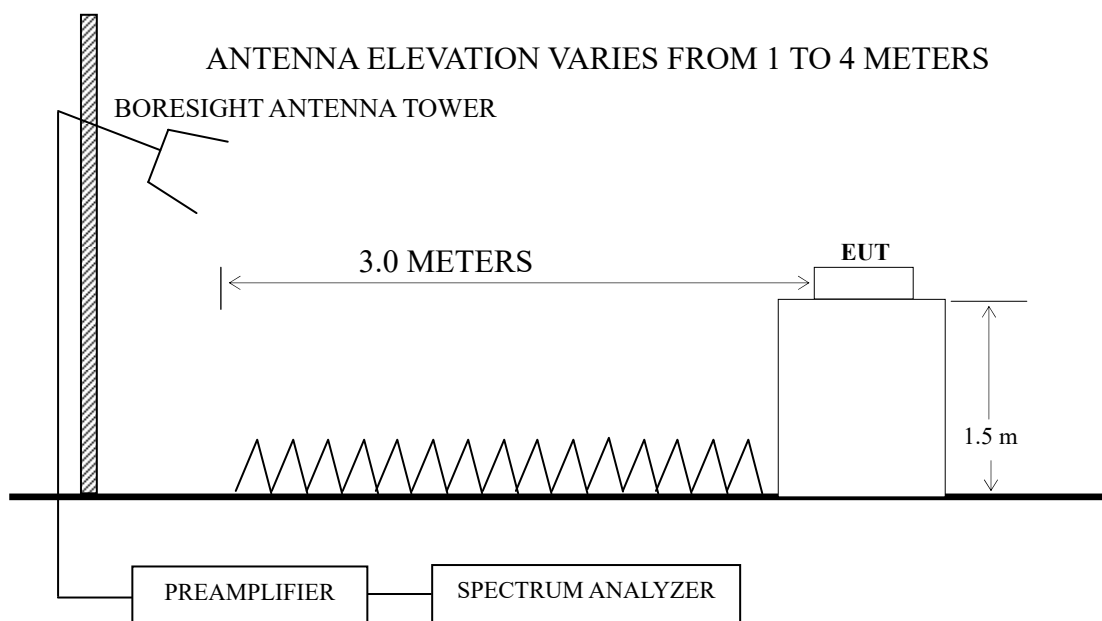 ANTENNA ELEVATION VARIES FROM 1 TO 4 METERS
BORESIGHT ANTENNA TOWER
3.0 METERS
EUT
1.5 m
PREAMPLIFIER
SPECTRUM ANALYZER